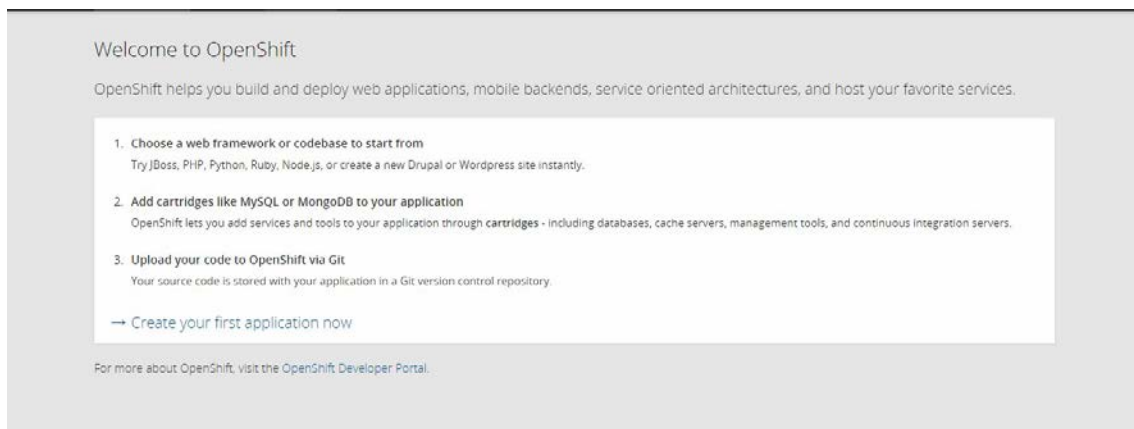 Welcome to OpenShift
OpenShift helps you build and deploy web applications, mobile backends, service oriented architectures, and host your favorite services.
1. Choose a web framework or codebase to start from
Try JBoss, PHP, Python, Ruby, Node.js, or create a new Drupal or Wordpress site instantly.
2. Add cartridges like MySQL or MongoDB to your application
OpenShift lets you add services and tools to your application through cartridges - including databases, cache servers, management tools, and continuous integration servers.
3. Upload your code to OpenShift via Git
Your source code is stored with your application in a Git version control repository.
→ Create your first application now
For more about OpenShift, visit the OpenShift Developer Portal.